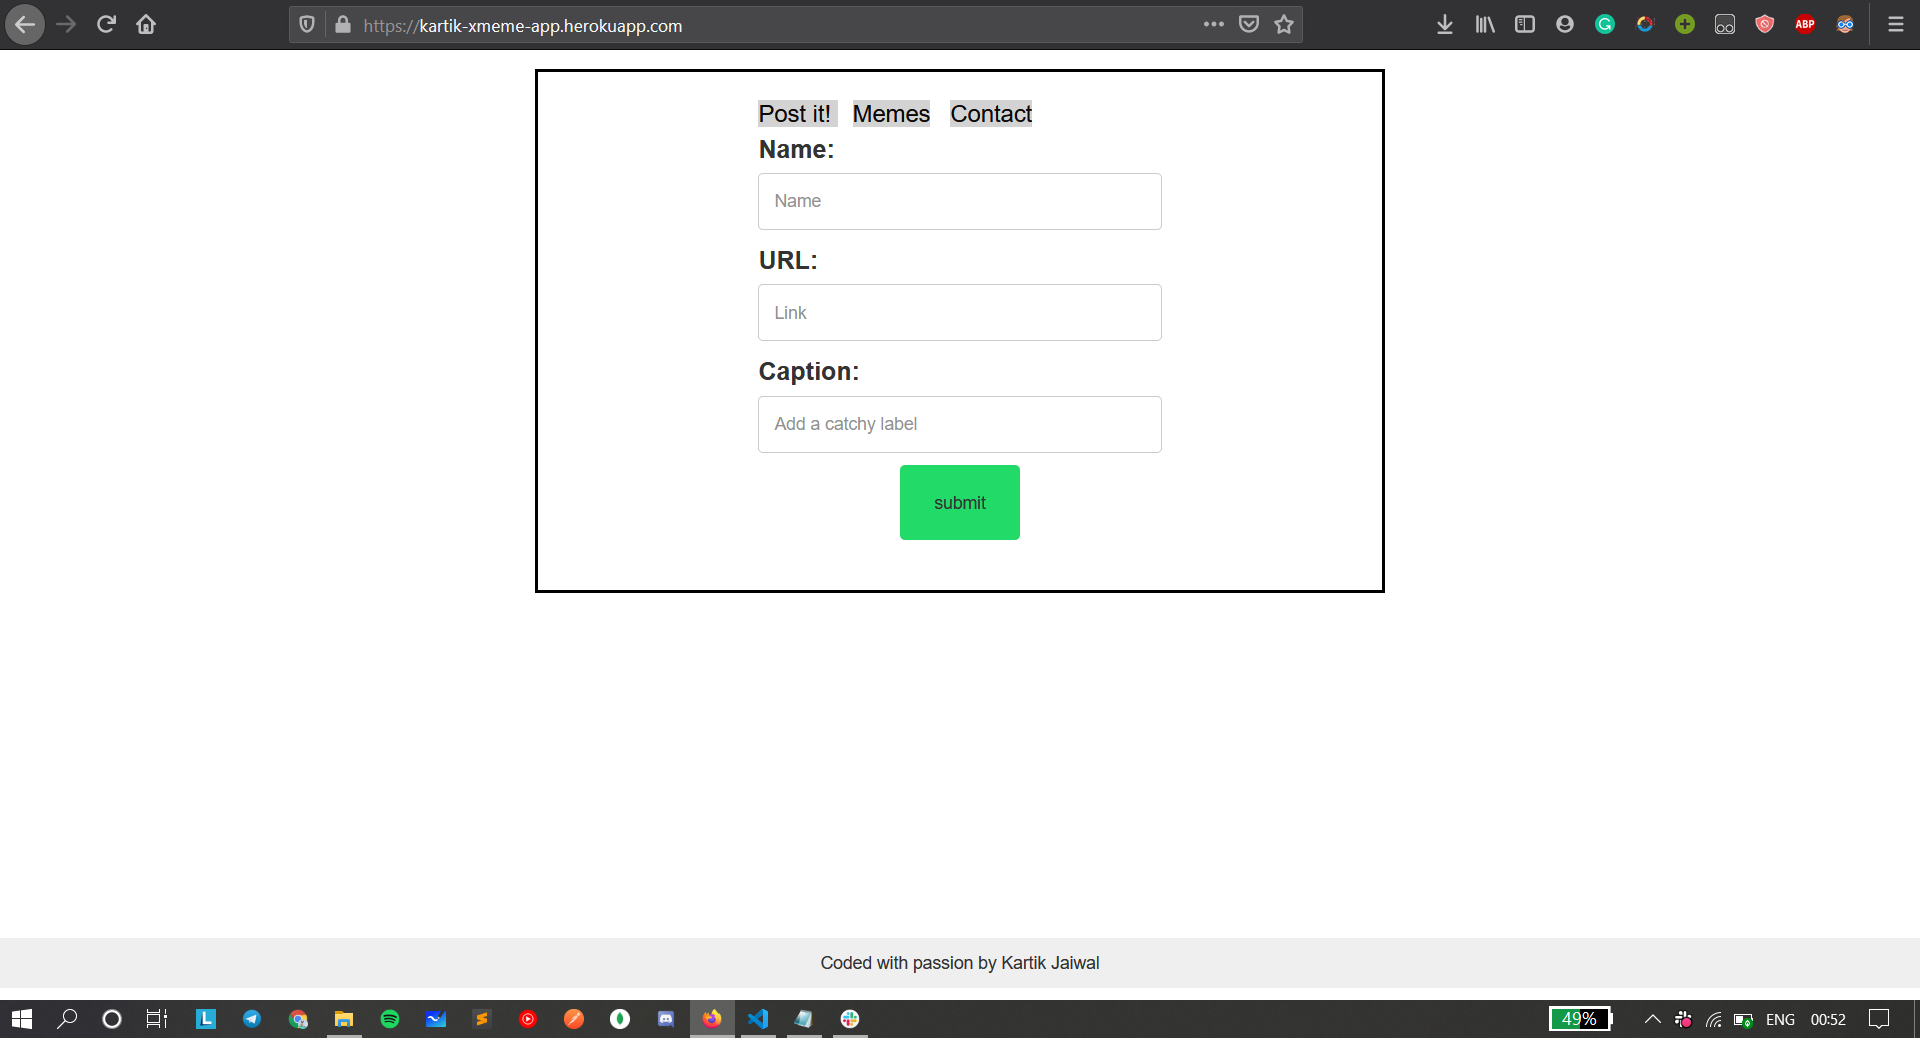 https://kartik-xmeme-app.herokuapp.com
ABP
Post it! Memes Contact
Name:
Name
URL:
Link
Caption:
Add a catchy label
submit
Coded with passion by Kartik Jaiwal
L
49% ENG 00:52